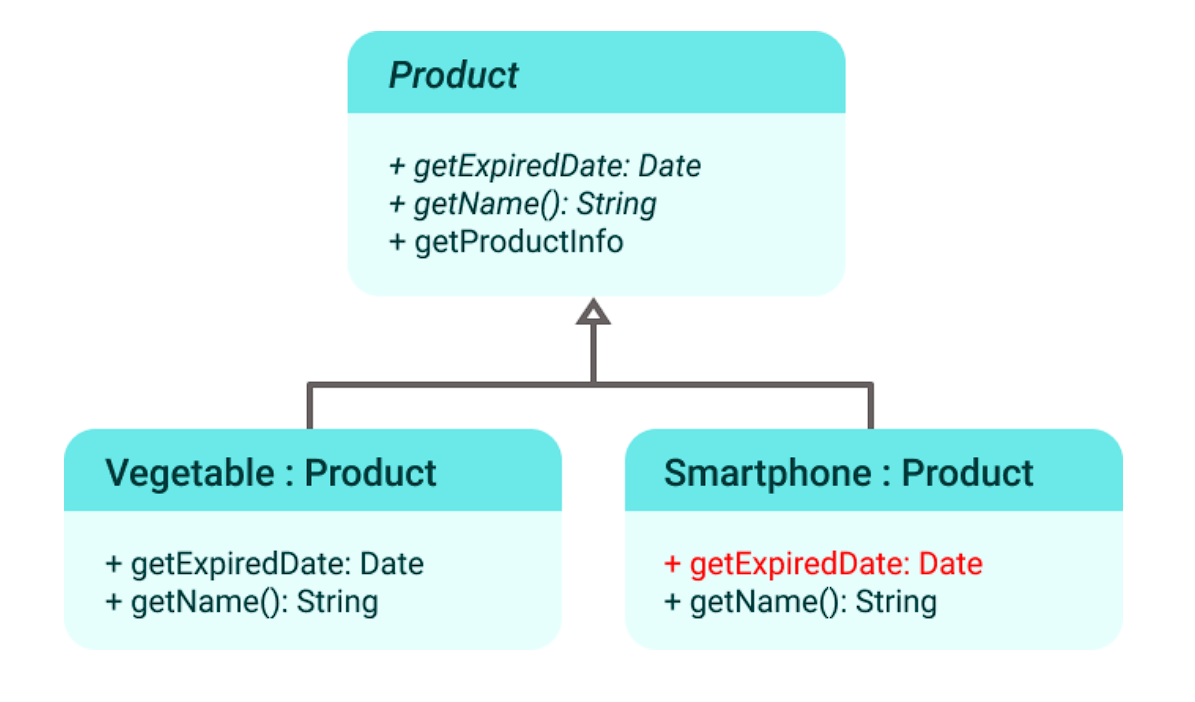 Product
+ getExpiredDate: Date
+ getName(): String
+ getProductInfo
Vegetable : Product
+ getExpiredDate: Date
+ getName(): String
Smartphone : Product
+ getExpiredDate: Date
+ getName(): String